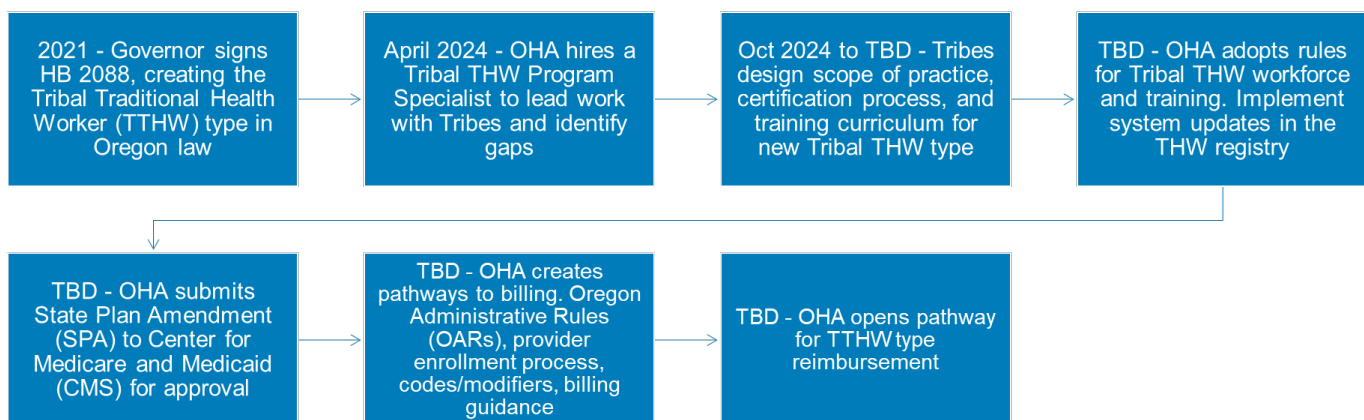 2021 - Governor signs
HB 2088, creating the
Tribal Traditional Health
Worker (TTHW) type in
Oregon law
April 2024 - OHA hires a
Tribal THW Program
Specialist to lead work
with Tribes and identify
gaps
Oct 2024 to TBD - Tribes
design scope of practice,
certification process, and
training curriculum for
new Tribal THW type
TBD - OHA adopts rules
for Tribal THW workforce
and training. Implement
system updates in the
THW registry
TBD - OHA submits
State Plan Amendment
(SPA) to Center for
Medicare and Medicaid
(CMS) for approval
TBD - OHA creates
pathways to billing. Oregon
Administrative Rules
(OARs), provider
enrollment process,
codes/modifiers, billing
guidance
TBD - OHA opens pathway
for TTHW type
reimbursement